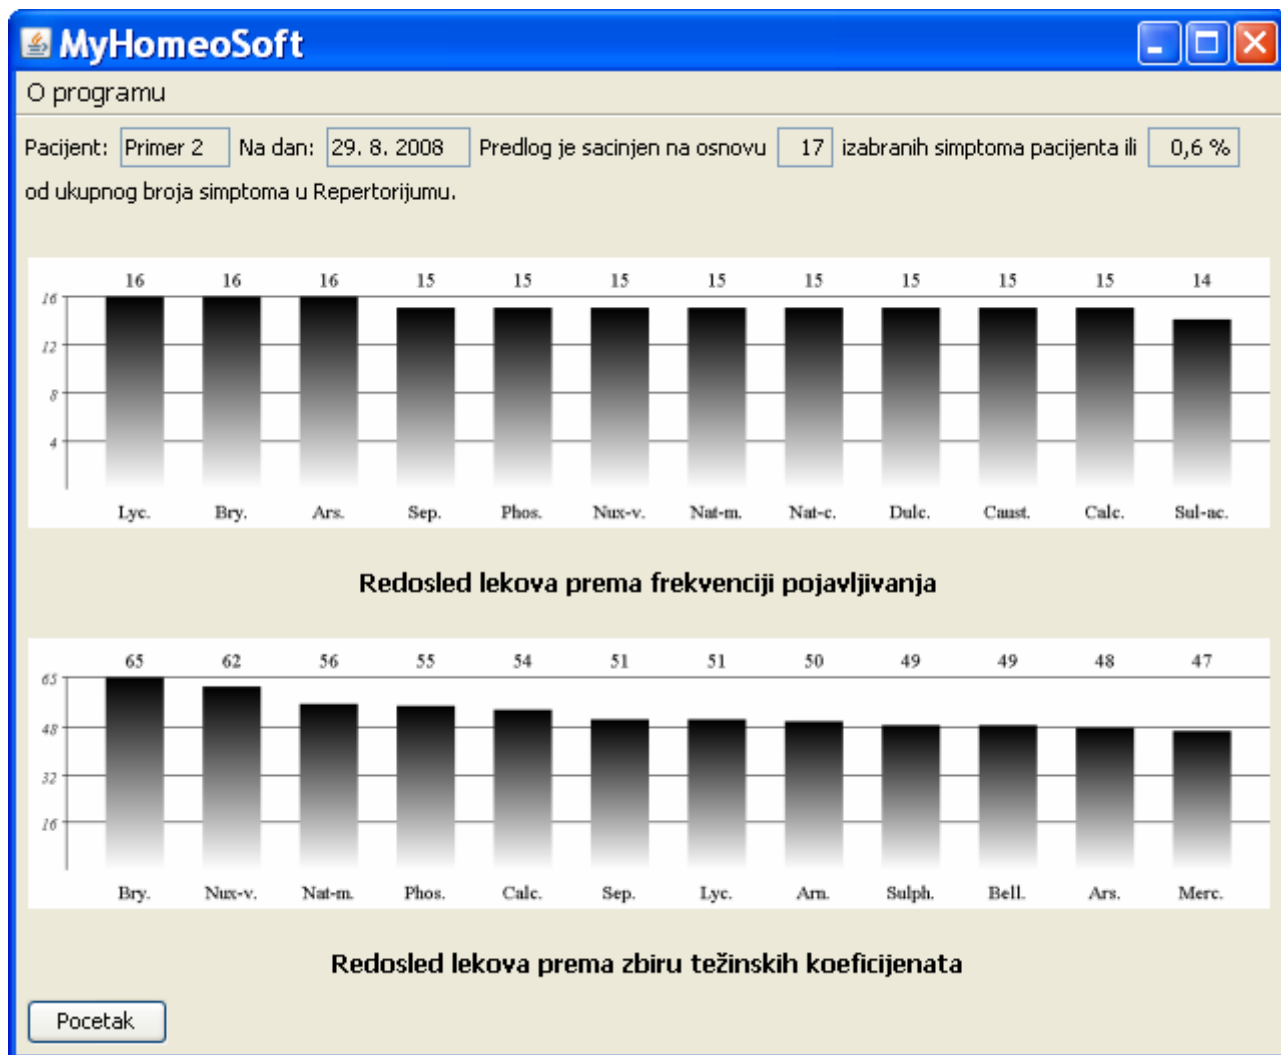 MyHomeoSoft
O programu
Pacijent: Primer 2 Na dan: 29. 8. 2008 Predlog je sacinjen na osnovu 17 izabranih simptoma pacijenta ili 0,6 %
od ukupnog broja simptoma u Repertorijumu.
16 16 16 15 15 15 15 15 15 15 15 14
16
12
8
4
Lyc. Bry. Ars. Sep. Phos. Nux-v. Nat-m. Nat-c. Dulc. Caust. Calc. Sul-ac.
Redosled lekova prema frekvenciji pojavljivanja
65 62 56 55 54 51 51 50 49 49 48 47
65
48
32
16
Bry. Nux-v. Nat-m. Phos. Calc. Sep. Lyc. Arn. Sulph. Bell. Ars. Merc.
Redosled lekova prema zbiru težinskih koeficijenata
Pocetak